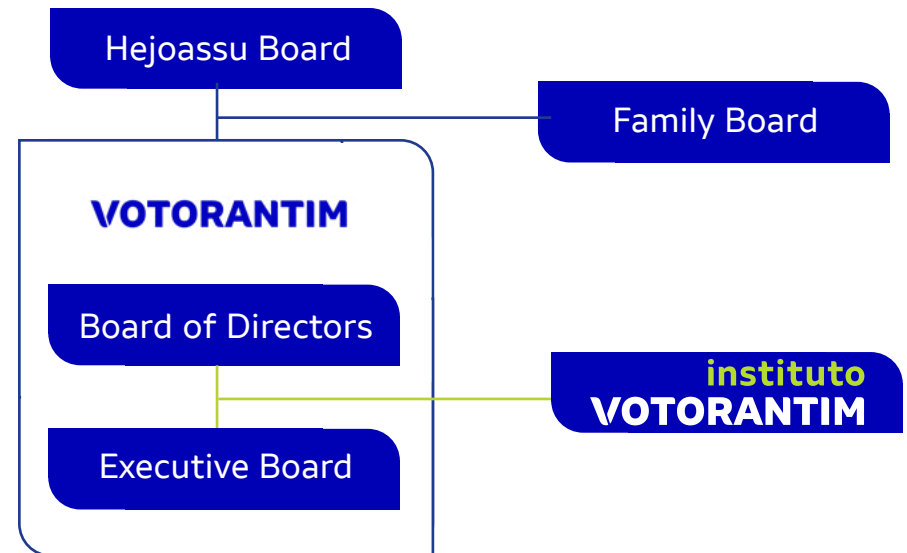 Hejoassu Board
Family Board
VOTORANTIM
Board of Directors
instituto
VOTORANTIM
Executive Board